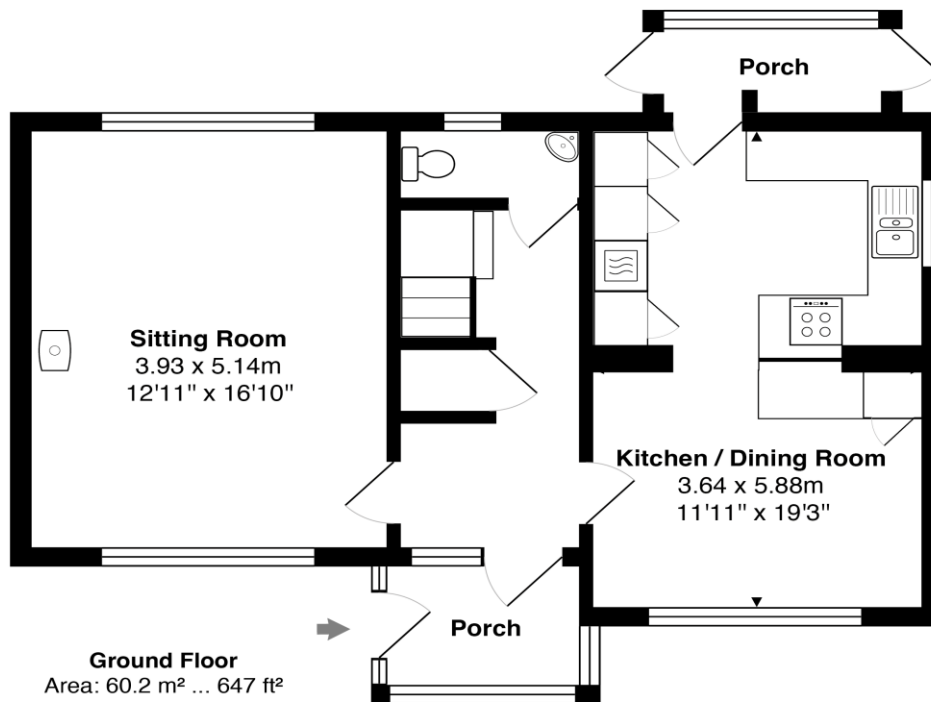 Porch
Sitting Room
3.93 x 5.14m
12'11" x 16'10"
Kitchen / Dining Room
3.64 x 5.88m
11'11" x 19'3"
Porch
Ground Floor
Area: 60.2 m² ... 647 ft²